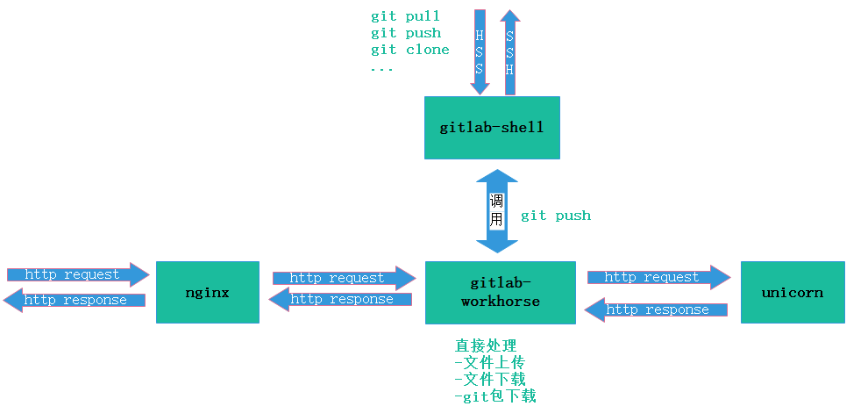 git pull
git push
git clone
...
HSS
SSH
gitlab-shell
调用
git push
http request
http response
nginx
http request
http response
gitlab-
workhorse
http request
http response
unicorn
直接处理
-文件上传
-文件下载
-git包下载